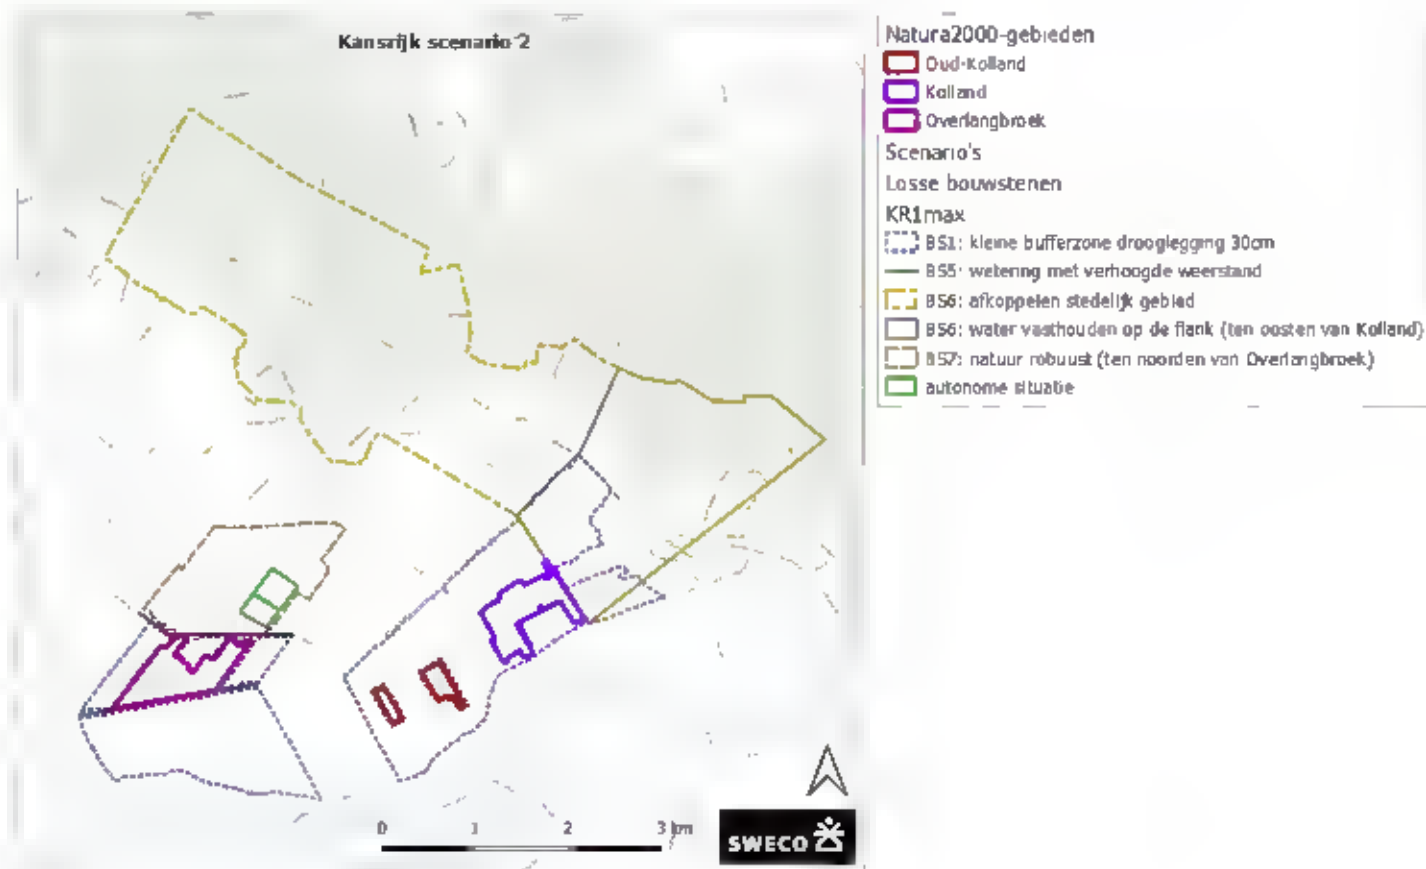 Kansrijk scenario 2
Natura2000-gebieden
Oud-Kolland
Kolland
Overlangbroek
Scenario's
Losse bouwstenen
KR1max
BS1: kleine bufferzone drooglegging 30cm
BS5: wetering met verhoogde weerstand
BS6: afkoppelen stedelijk gebied
BS6: water vasthouden op de flank (ten oosten van Kolland)
BS7: natuur robuust (ten noorden van Overlangbroek)
autonome situatie
0 1 2 3 km
SWECO